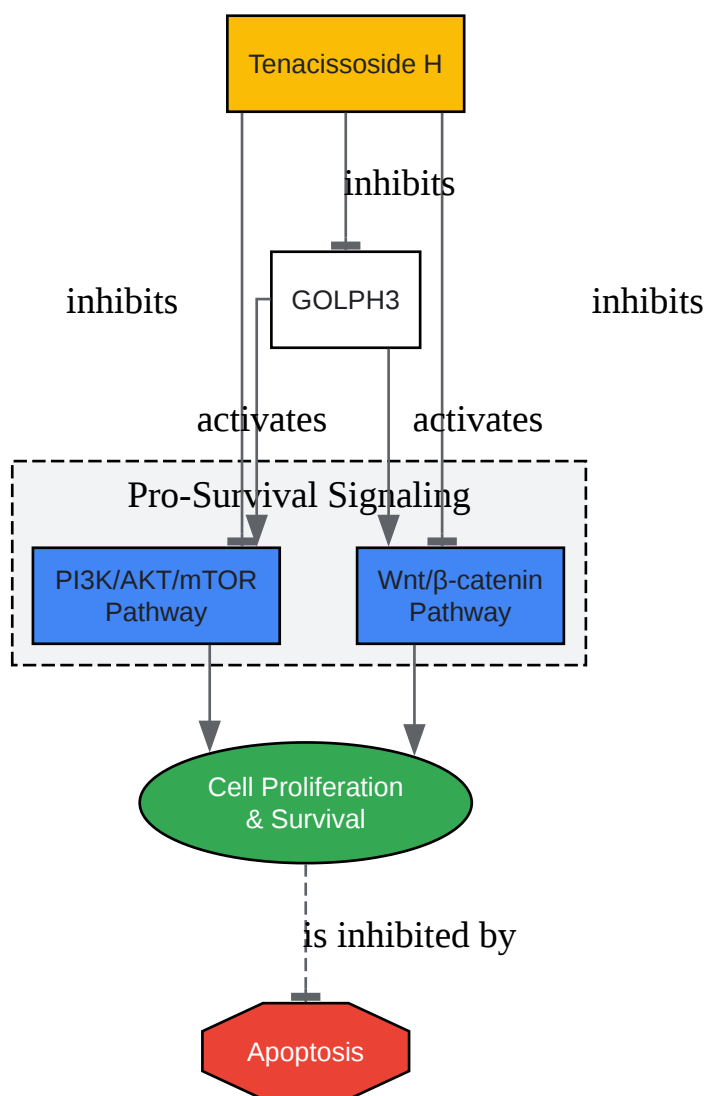 Tenacissoside H
inhibits
GOLPH3
inhibits
inhibits
activates
activates
Pro-Survival Signaling
PI3K/AKT/mTOR
Pathway
Wnt/β-catenin
Pathway
Cell Proliferation
& Survival
is inhibited by
Apoptosis